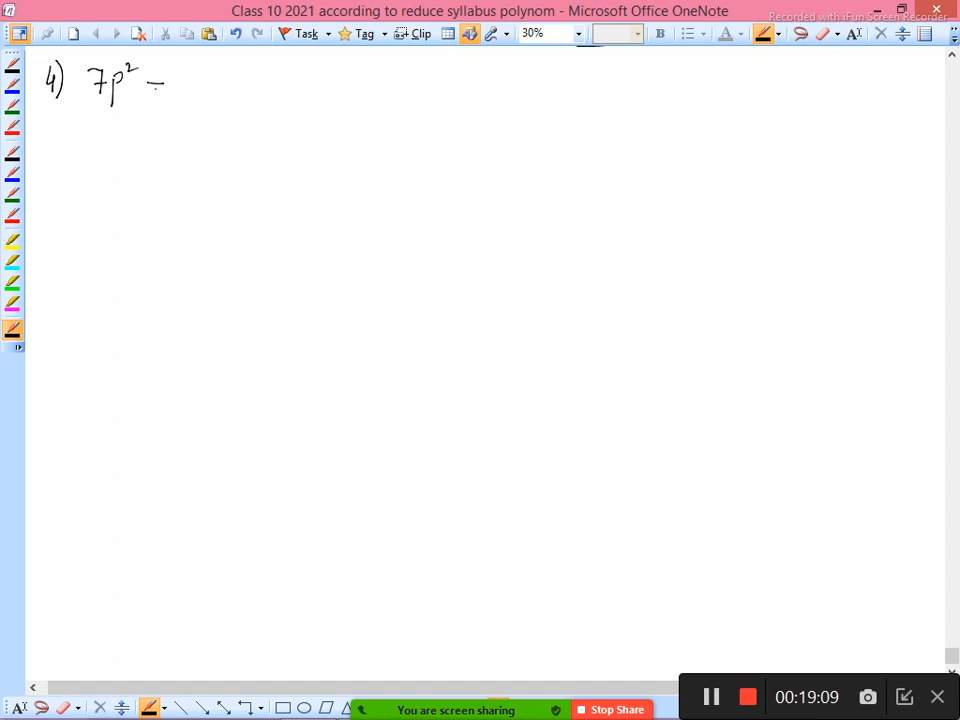 Class 10 2021 according to reduce syllabus polynom - Microsoft Office OneNote
Recorded with iFun Screen Recorder
Task Tag Clip 30% B A A
4) 7p² -
A
You are screen sharing Stop Share
00:19:09